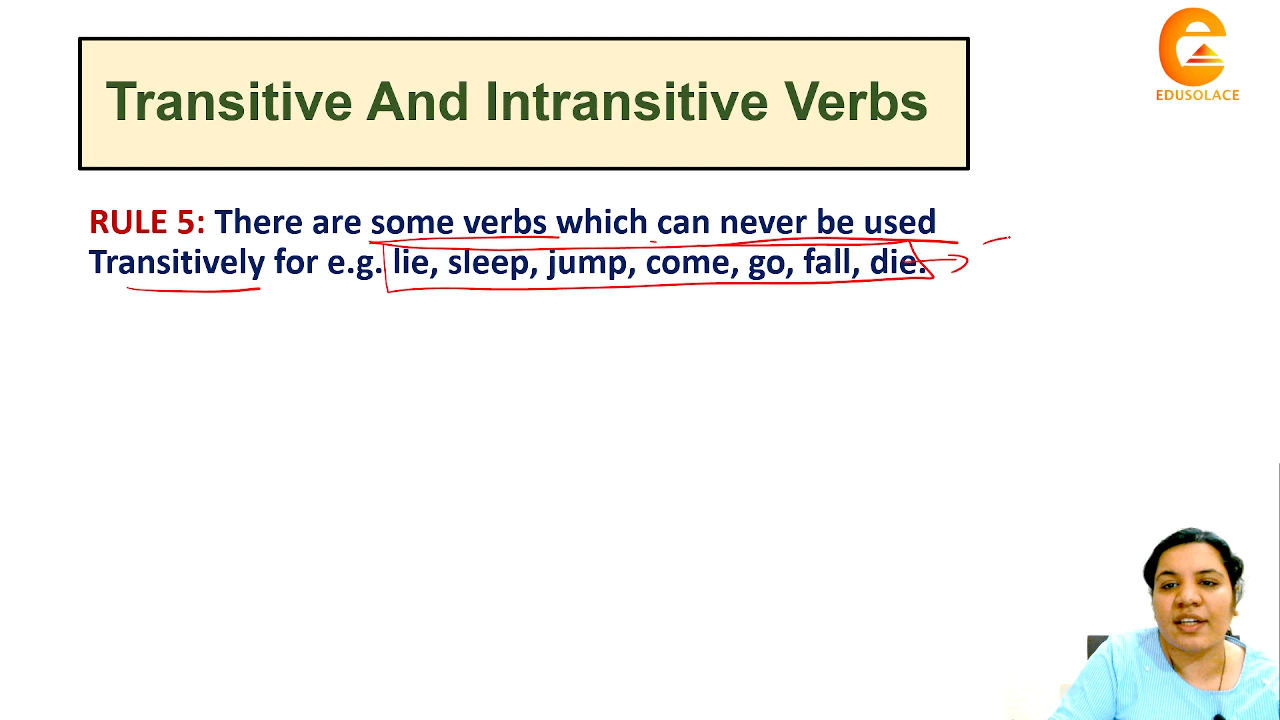 Transitive And Intransitive Verbs
EDUSOLACE
RULE 5: There are some verbs which can never be used
Transitively for e.g. lie, sleep, jump, come, go, fall, die.